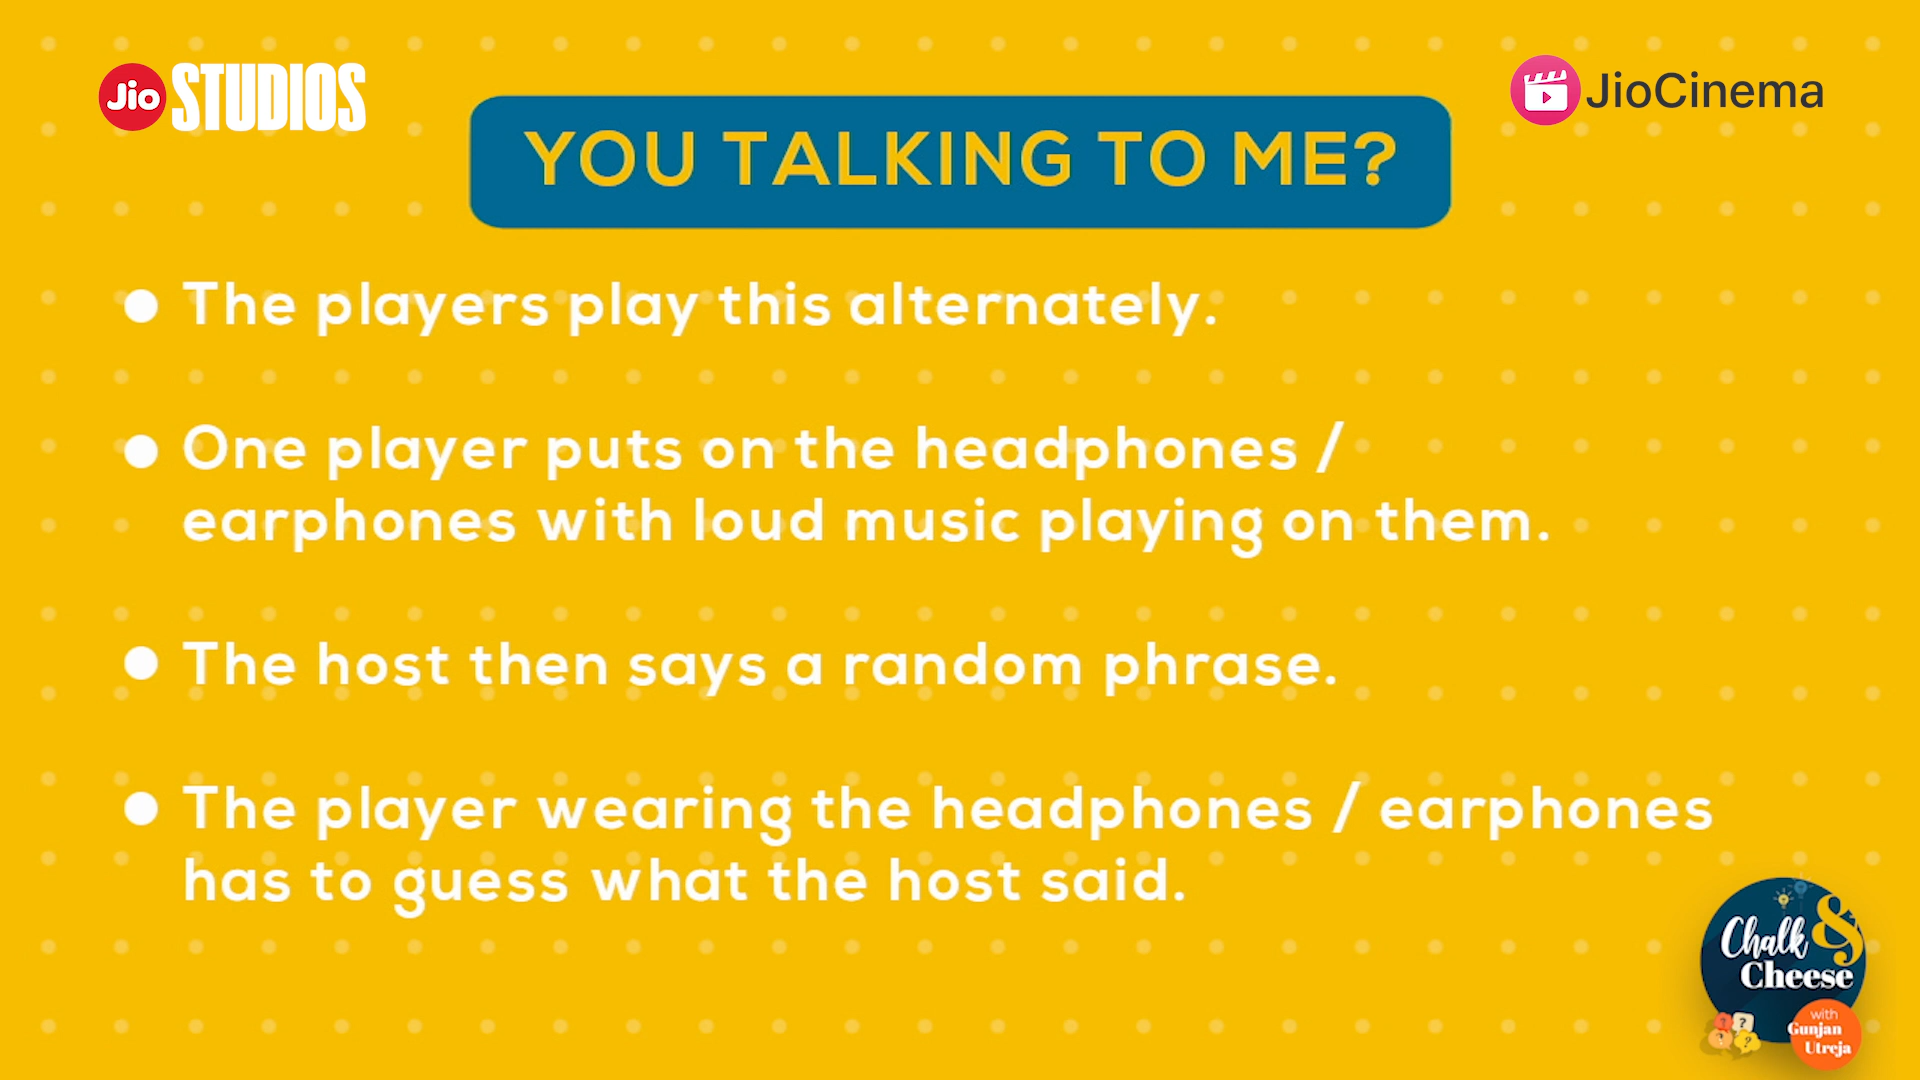 Jio STUDIOS
JioCinema
YOU TALKING TO ME?
The players play this alternately.
One player puts on the headphones /
earphones with loud music playing on them.
The host then says a random phrase.
The player wearing the headphones / earphones
has to guess what the host said.
Chalk &
Cheese
with
Gunjan
Utreja